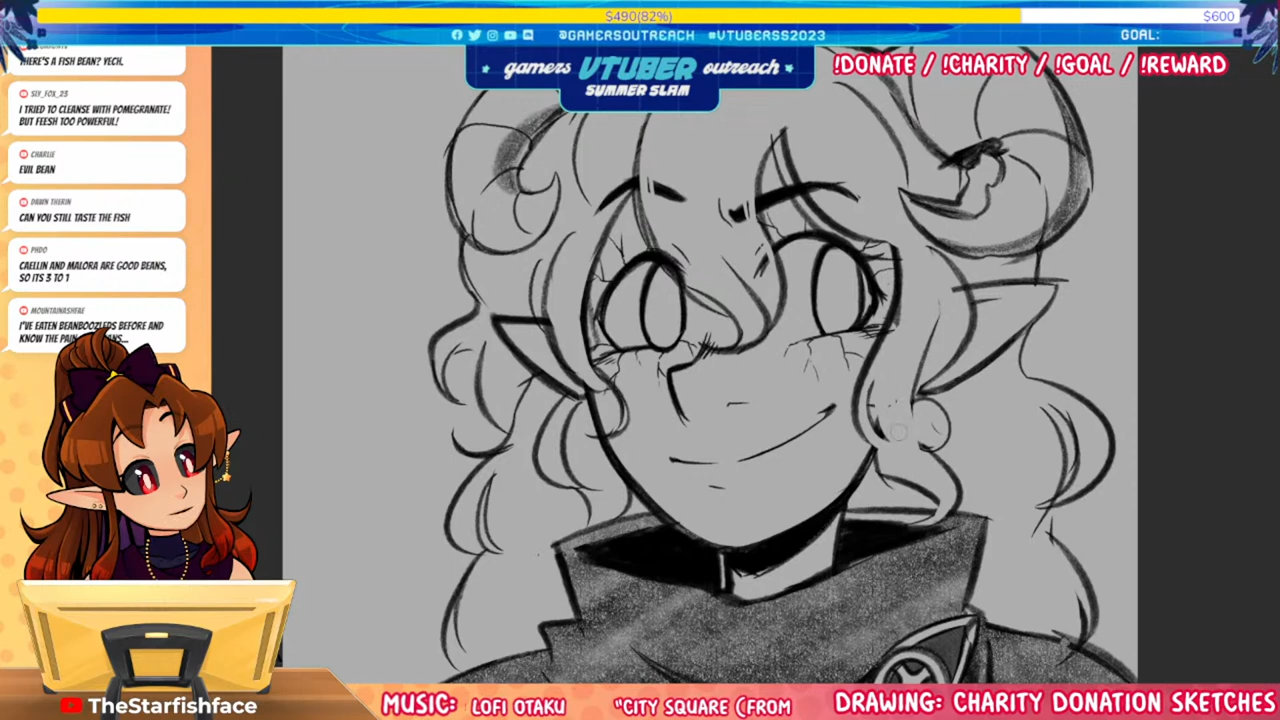 $490(82%)
$600
@GAMERSOUTREACH #VTUBERSS2023
GOAL:
gamers VTUBER outreach
SUMMER SLAM
!DONATE / !CHARITY / !GOAL / !REWARD
THERE'S A FISH BEAN? YECH.
SLY_FOX_23
I TRIED TO CLEANSE WITH POMEGRANATE!
BUT FEESH TOO POWERFUL!
CHARLIE
EVIL BEAN
DAWN THERIN
CAN YOU STILL TASTE THE FISH
PHDO
CAELLIN AND MALORA ARE GOOD BEANS,
SO ITS 3 TO 1
MOUNTAINASHFAE
I'VE EATEN BEANBOOZLEDS BEFORE AND
KNOW THE
TheStarfishface
MUSIC: LOFI OTAKU "CITY SQUARE (FROM
DRAWING: CHARITY DONATION SKETCHES